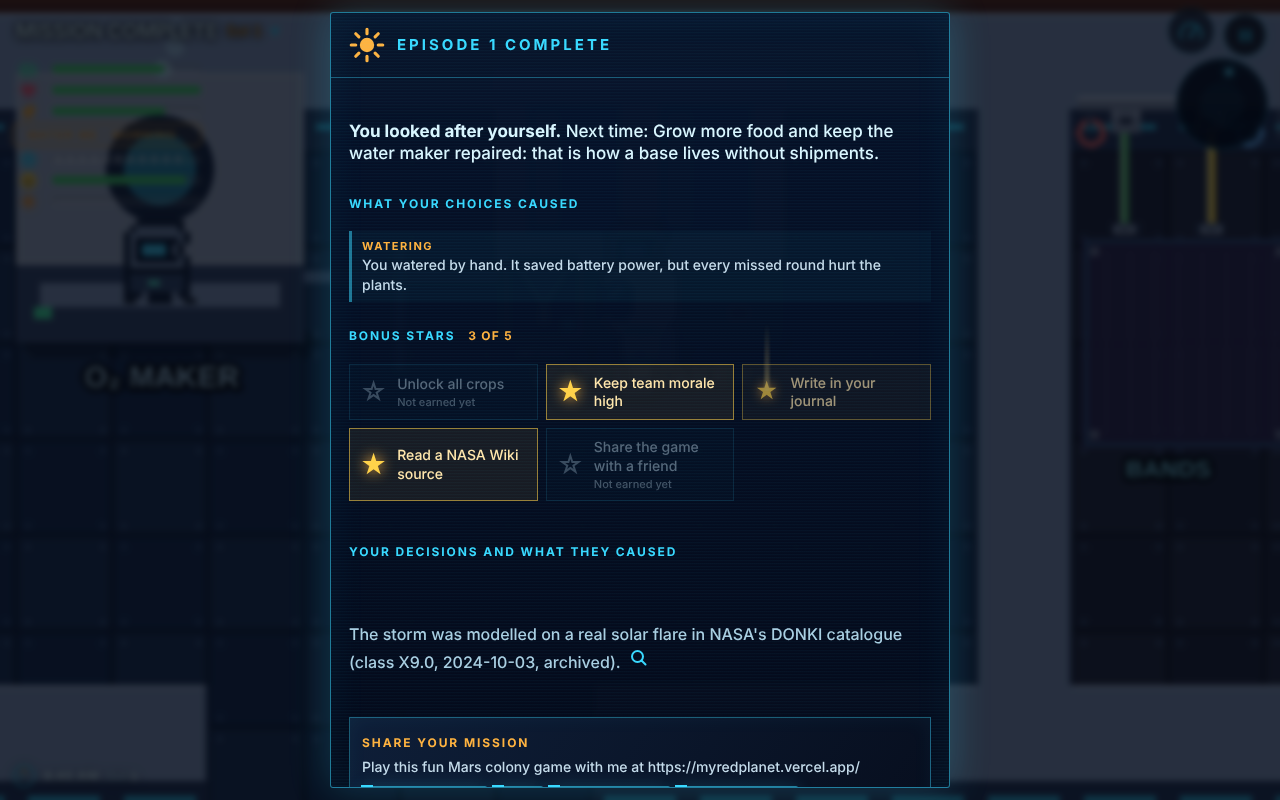 EPISODE 1 COMPLETE
You looked after yourself. Next time: Grow more food and keep the
water maker repaired: that is how a base lives without shipments.
WHAT YOUR CHOICES CAUSED
WATERING
You watered by hand. It saved battery power, but every missed round hurt the
plants.
BONUS STARS 3 OF 5
Unlock all crops
Not earned yet
Keep team morale
high
Write in your
journal
Read a NASA Wiki
source
Share the game
with a friend
Not earned yet
YOUR DECISIONS AND WHAT THEY CAUSED
The storm was modelled on a real solar flare in NASA's DONKI catalogue
(class X9.0, 2024-10-03, archived).
SHARE YOUR MISSION
Play this fun Mars colony game with me at https://myredplanet.vercel.app/
O₂ MAKER
BANDS